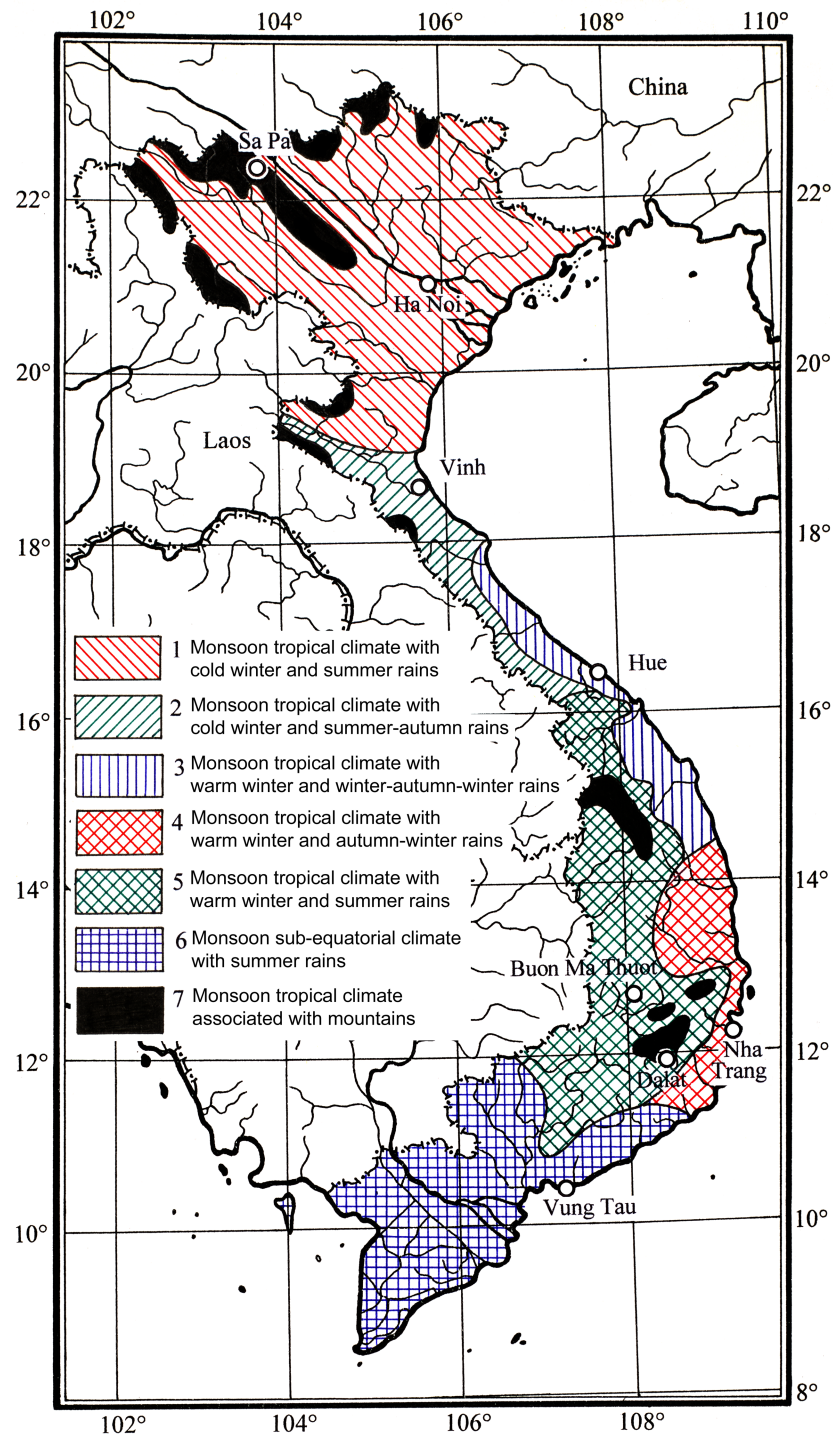 102° 104° 106° 108° 110°
China
Sa Pa
22° 22°
Ha Noi
20° 20°
Laos
Vinh
18° 18°
1 Monsoon tropical climate with
cold winter and summer rains
Hue
2 Monsoon tropical climate with
cold winter and summer-autumn rains
16° 16°
3 Monsoon tropical climate with
warm winter and winter-autumn-winter rains
4 Monsoon tropical climate with
warm winter and autumn-winter rains
5 Monsoon tropical climate with
warm winter and summer rains
14° 14°
6 Monsoon sub-equatorial climate
with summer rains
Buon Ma Thuot
7 Monsoon tropical climate
associated with mountains
12° 12°
Nha
Trang
Dalat
Vung Tau
10° 10°
8°
102° 104° 106° 108°